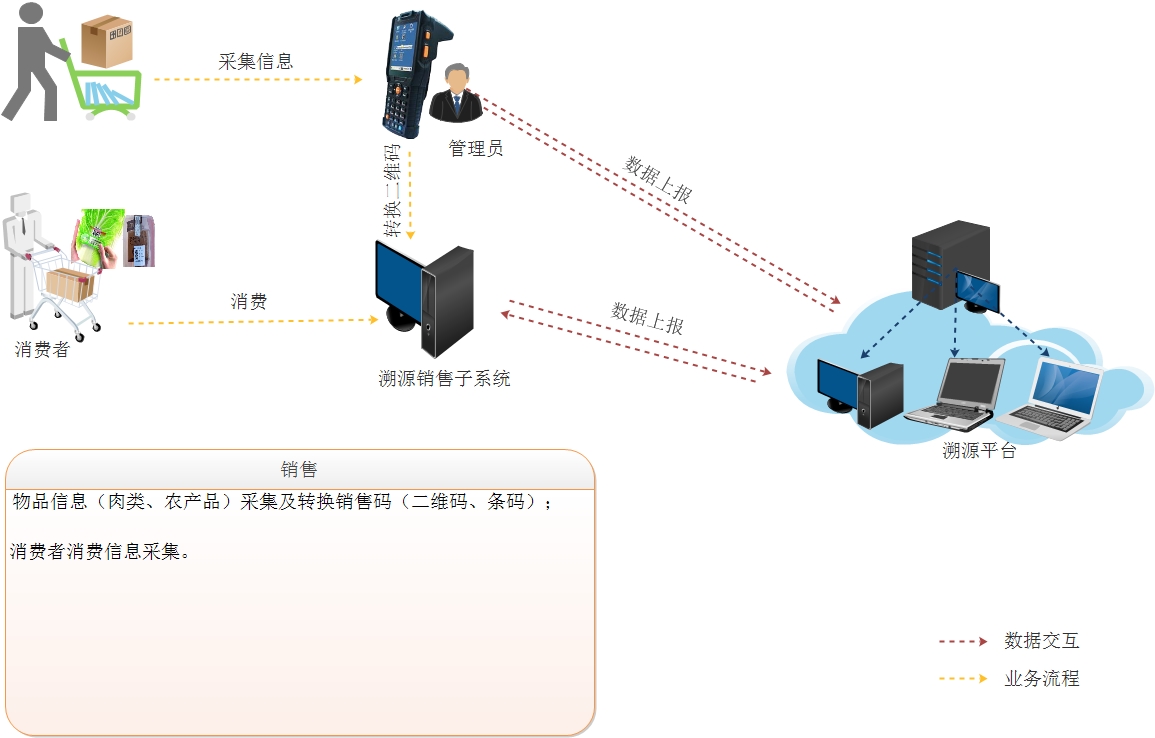 采集信息
管理员
转换二维码
数据上报
消费
消费者
数据上报
溯源销售子系统
溯源平台
销售
物品信息（肉类、农产品）采集及转换销售码（二维码、条码）；
消费者消费信息采集。
数据交互
业务流程